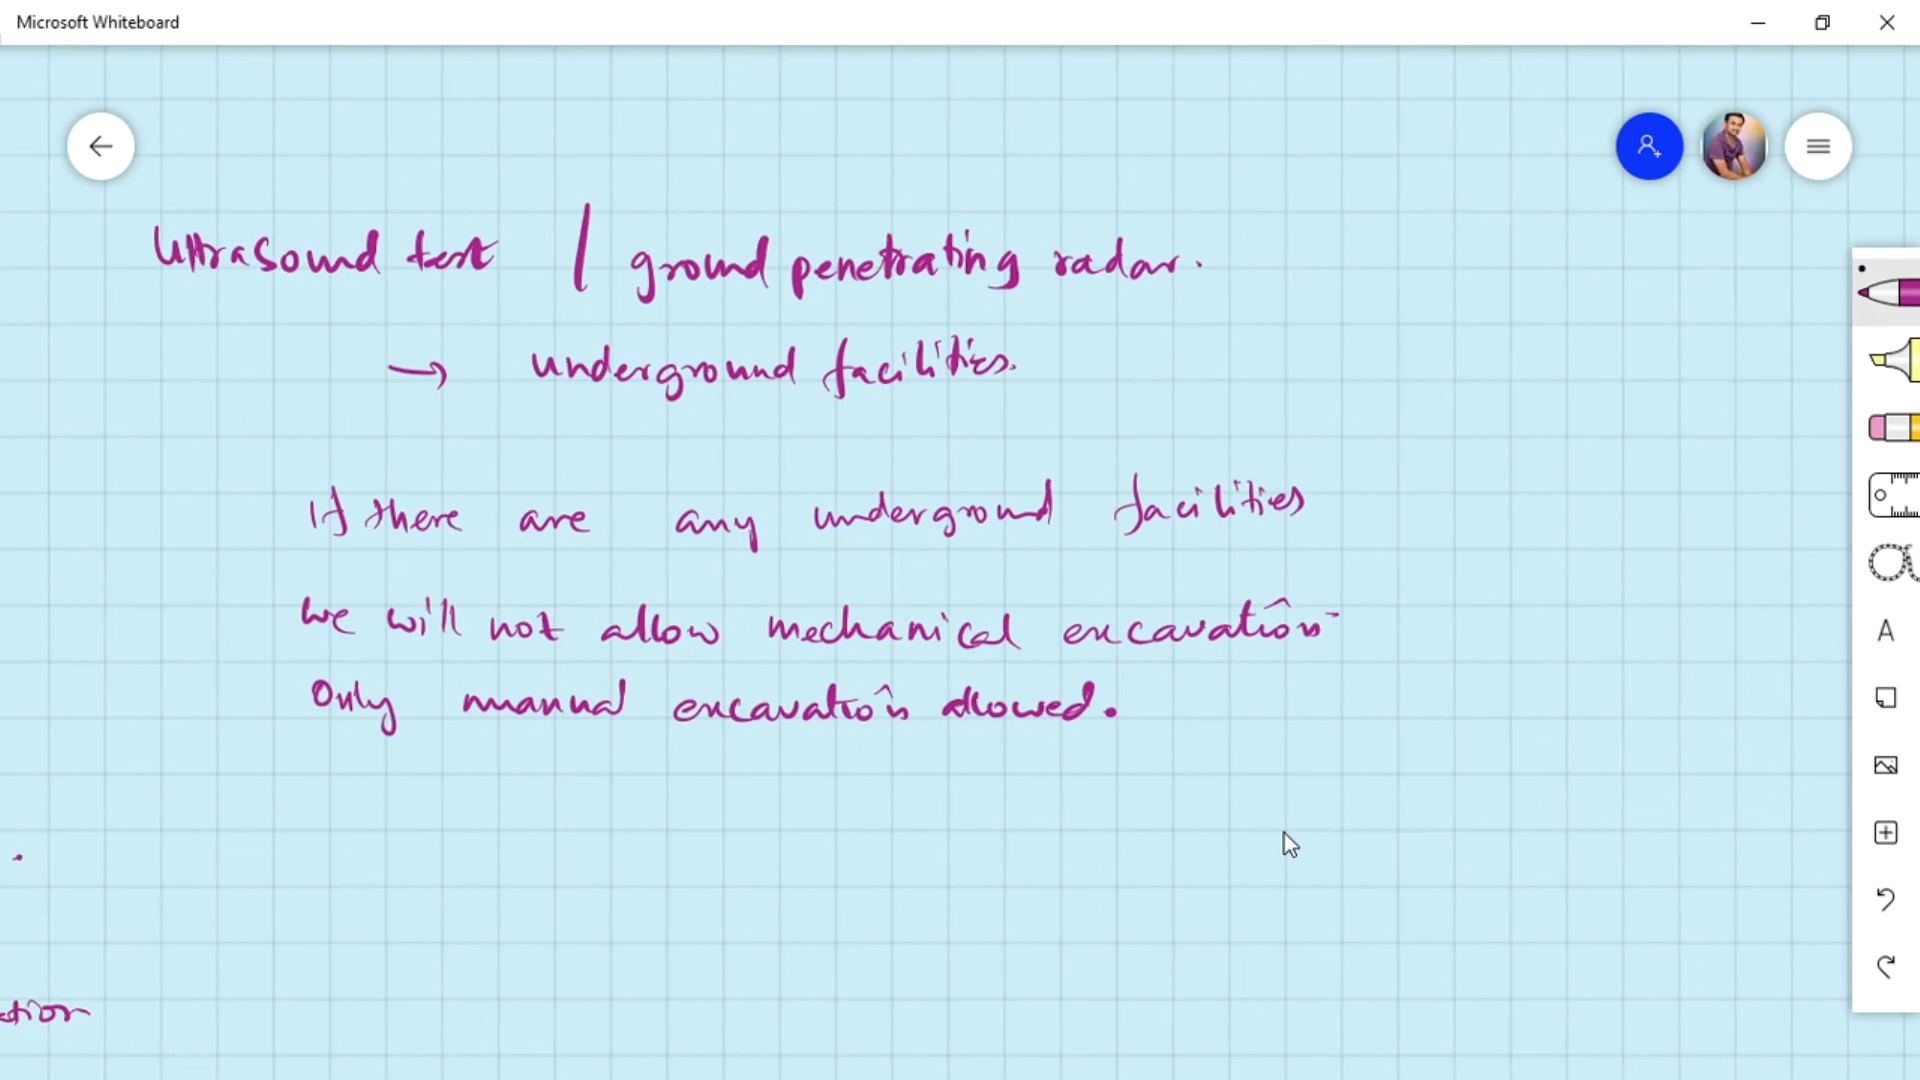 Microsoft Whiteboard
Ultrasound test / ground penetrating radar.
→ underground facilities.
If there are any underground facilities
we will not allow mechanical excavation
Only manual excavation allowed.
A